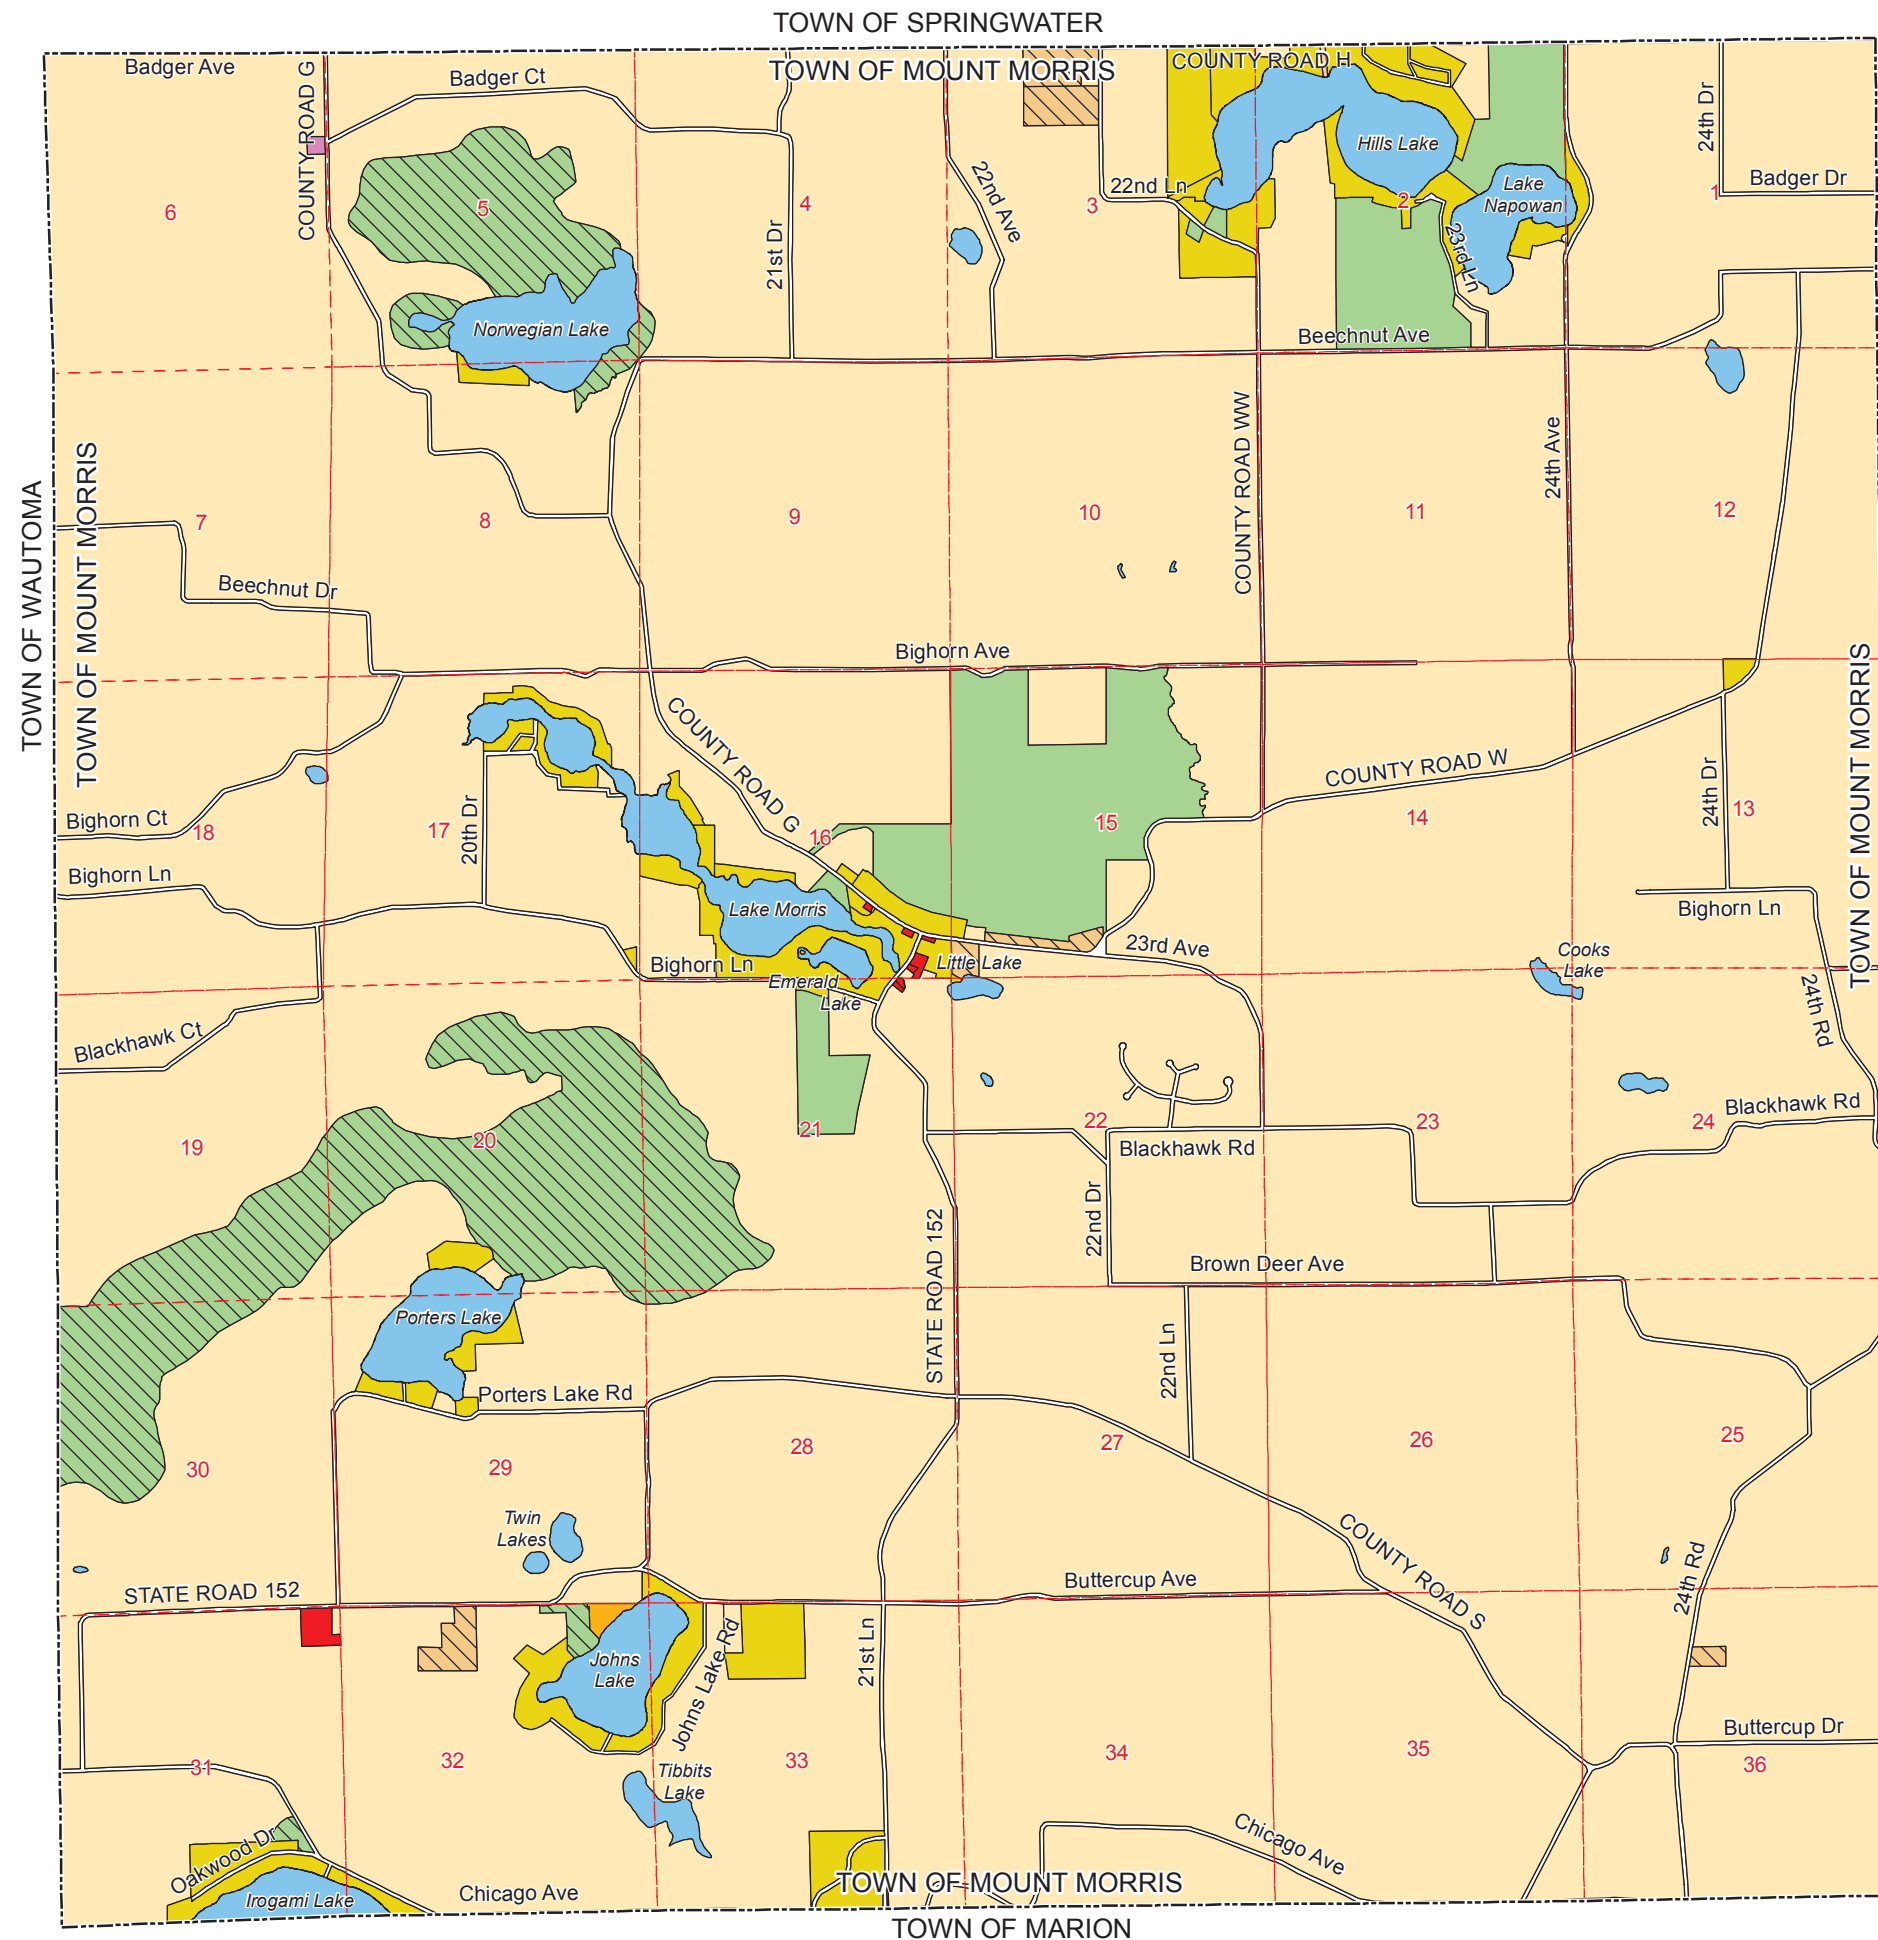 TOWN OF SPRINGWATER
Badger Ave
COUNTY ROAD G
Badger Ct
TOWN OF MOUNT MORRIS
COUNTY ROAD H
24th Dr
Hills Lake
Badger Dr
22nd Ave
22nd Ln
Lake
Napowan
6
5
4
3
2
1
21st Dr
23rd Ln
Norwegian Lake
Beechnut Ave
COUNTY ROAD WW
24th Ave
TOWN OF WAUTOMA
TOWN OF MOUNT MORRIS
7
8
9
10
11
12
Beechnut Dr
Bighorn Ave
TOWN OF MOUNT MORRIS
COUNTY ROAD G
COUNTY ROAD W
24th Dr
Bighorn Ct
18
17
20th Dr
16
15
14
13
Bighorn Ln
Lake Morris
Bighorn Ln
23rd Ave
Bighorn Ln
Little Lake
Cooks
Lake
Emerald
Lake
24th Rd
Blackhawk Ct
Blackhawk Rd
19
20
21
22
23
24
Blackhawk Rd
22nd Dr
STATE ROAD 152
Brown Deer Ave
Porters Lake
22nd Ln
Porters Lake Rd
30
29
28
27
26
25
Twin
Lakes
COUNTY ROAD S
24th Rd
STATE ROAD 152
Buttercup Ave
21st Ln
Johns
Lake
Johns Lake Rd
Buttercup Dr
31
32
33
34
35
36
Tibbits
Lake
Oakwood Dr
Chicago Ave
Irogami Lake
Chicago Ave
TOWN OF MOUNT MORRIS
TOWN OF MARION